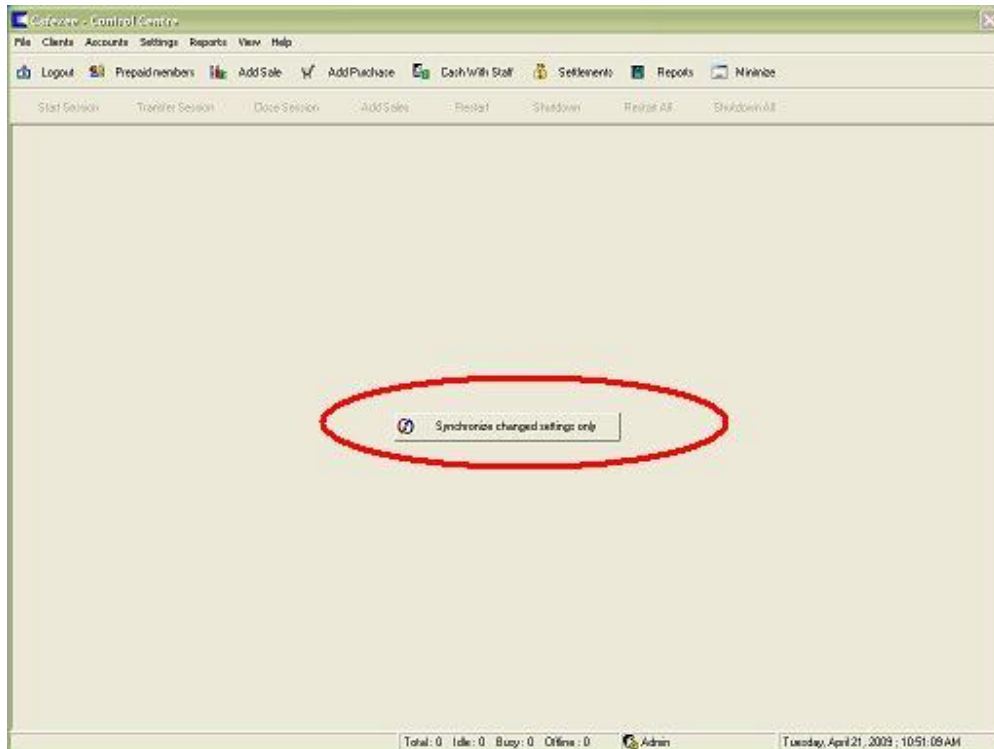 Cafezee - Control Centre
File Clients Accounts Settings Reports View Help
Logout Prepaid members Add Sale Add Purchase Cash With Staff Settlements Reports Minimize
Start Session Transfer Session Close Session Add Sales Restart Shutdown Restart All Shutdown All
Synchronize changed settings only
Total: 0 Idle: 0 Busy: 0 Offline: 0 Admin Tuesday, April 21, 2009 ; 10:51:09 AM